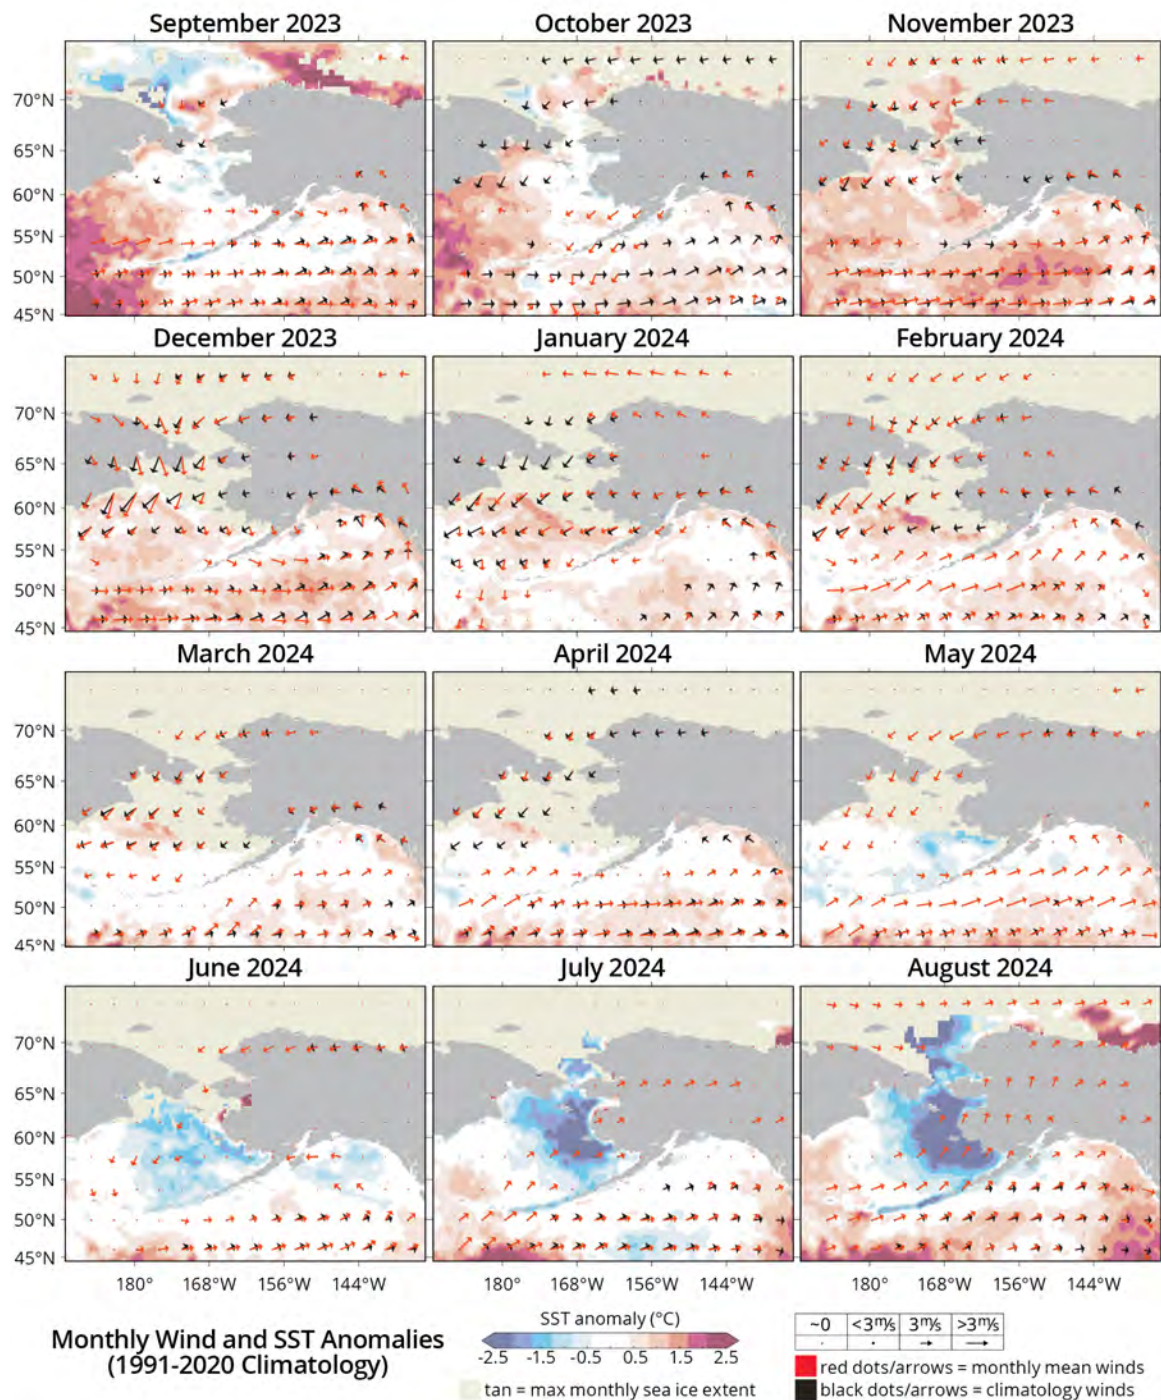 September 2023 October 2023 November 2023
70°N
65°N
60°N
55°N
50°N
45°N
December 2023 January 2024 February 2024
70°N
65°N
60°N
55°N
50°N
45°N
March 2024 April 2024 May 2024
70°N
65°N
60°N
55°N
50°N
45°N
June 2024 July 2024 August 2024
70°N
65°N
60°N
55°N
50°N
45°N
180° 168°W 156°W 144°W 180° 168°W 156°W 144°W 180° 168°W 156°W 144°W
Monthly Wind and SST Anomalies
(1991-2020 Climatology)
SST anomaly (°C)
-2.5 -1.5 0.5 1.5 2.5
tan = max monthly sea ice extent
~0 <3m/s 3m/s >3m/s
red dots/arrows = monthly mean winds
black dots/arrows = climatology winds